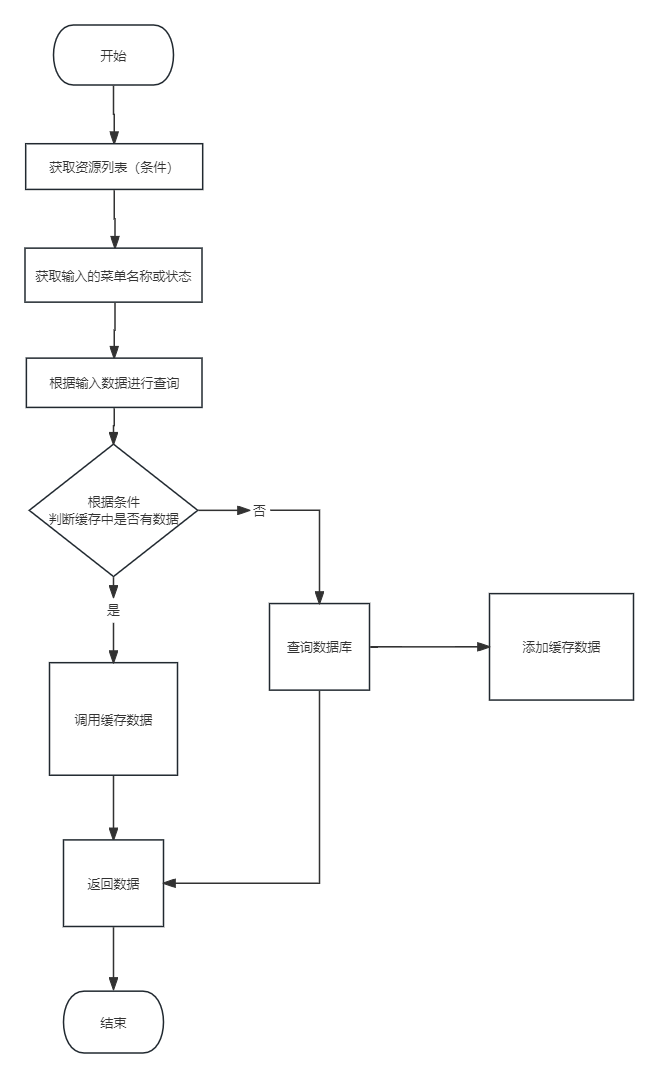 开始
获取资源列表（条件）
获取输入的菜单名称或状态
根据输入数据进行查询
根据条件
判断缓存中是否有数据
否
是
查询数据库
添加缓存数据
调用缓存数据
返回数据
结束